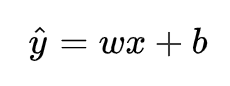 ŷ = wx + b